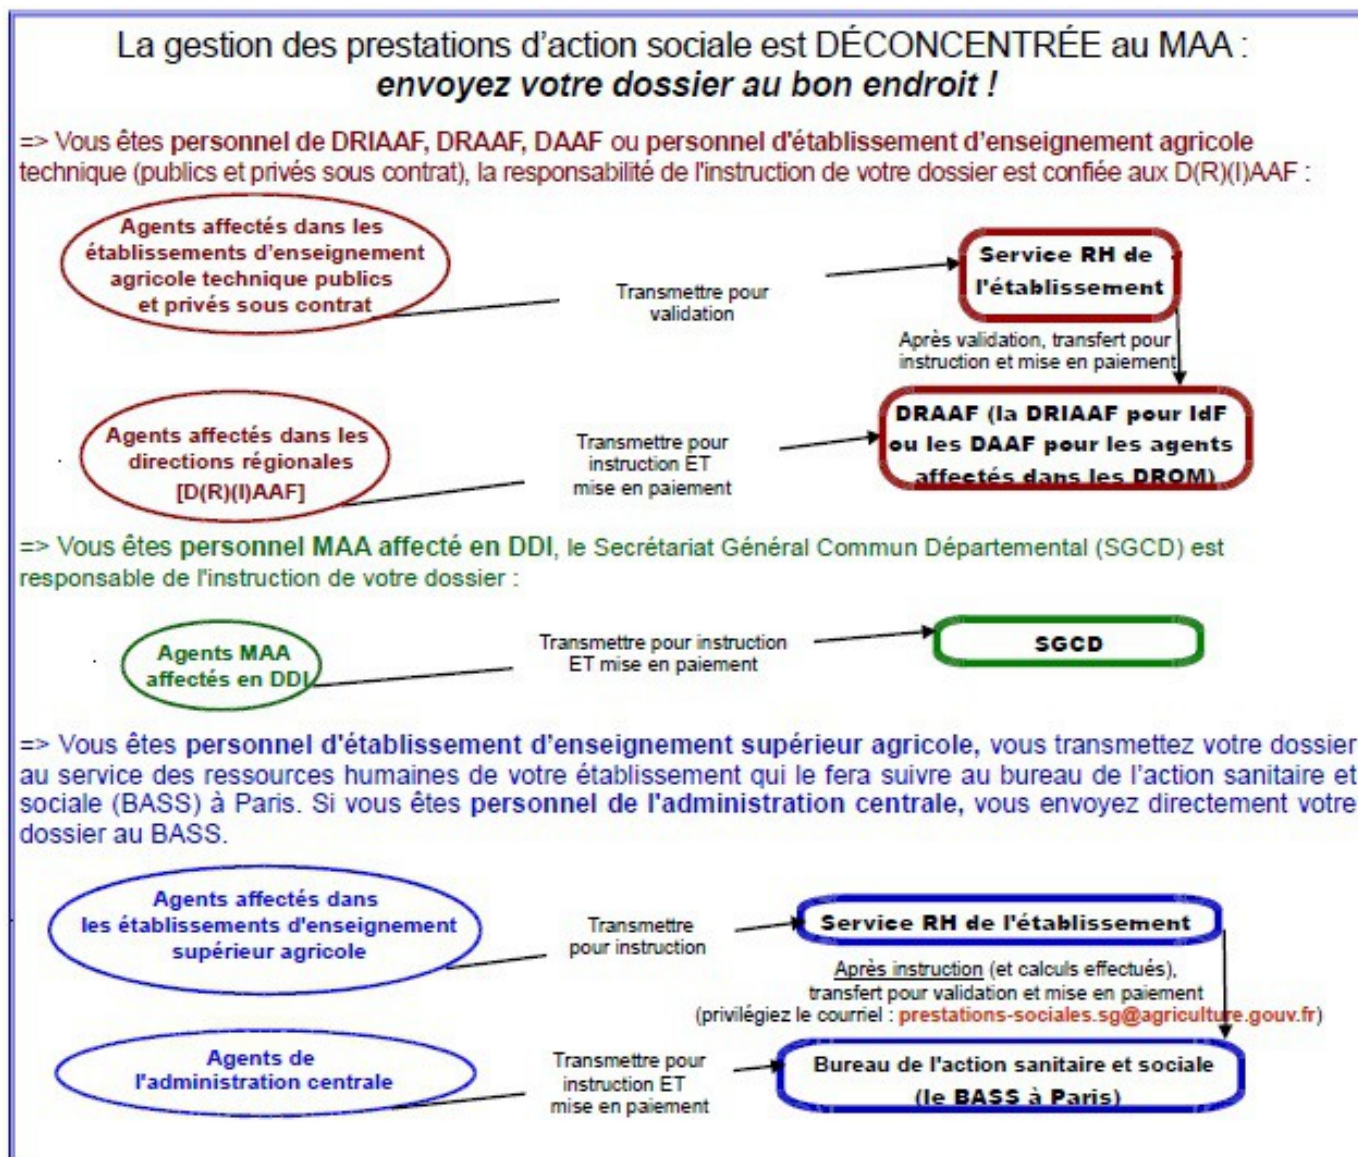 La gestion des prestations d’action sociale est DÉCONCENTRÉE au MAA :
envoyez votre dossier au bon endroit !
=> Vous êtes personnel de DRIAAF, DRAAF, DAAF ou personnel d'établissement d’enseignement agricole
technique (publics et privés sous contrat), la responsabilité de l'instruction de votre dossier est confiée aux D(R)(I)AAF :
Agents affectés dans les
établissements d’enseignement
agricole technique publics
et privés sous contrat
Transmettre pour
validation
Service RH de
l'établissement
Après validation, transfert pour
instruction et mise en paiement
Agents affectés dans les
directions régionales
[D(R)(I)AAF]
Transmettre pour
instruction ET
mise en paiement
DRAAF (la DRIAAF pour IdF
ou les DAAF pour les agents
affectés dans les DROM)
=> Vous êtes personnel MAA affecté en DDI, le Secrétariat Général Commun Départemental (SGCD) est
responsable de l'instruction de votre dossier :
Agents MAA
affectés en DDI
Transmettre pour instruction
ET mise en paiement
SGCD
=> Vous êtes personnel d'établissement d’enseignement supérieur agricole, vous transmettez votre dossier
au service des ressources humaines de votre établissement qui le fera suivre au bureau de l’action sanitaire et
sociale (BASS) à Paris. Si vous êtes personnel de l'administration centrale, vous envoyez directement votre
dossier au BASS.
Agents affectés dans
les établissements d'enseignement
supérieur agricole
Transmettre
pour instruction
Service RH de l'établissement
Après instruction (et calculs effectués),
transfert pour validation et mise en paiement
(privilégiez le courriel : prestations-sociales.sg@agriculture.gouv.fr)
Agents de
l'administration centrale
Transmettre pour
instruction ET
mise en paiement
Bureau de l'action sanitaire et sociale
(le BASS à Paris)